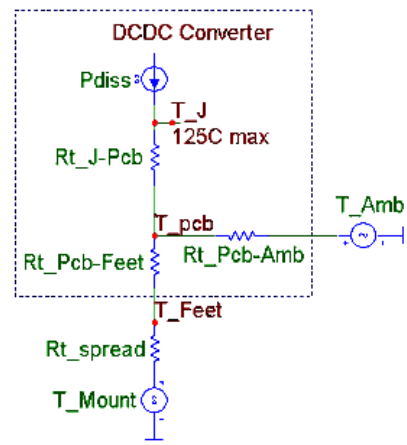 DCDC Converter
Pdiss
T_J
125C max
Rt_J-Pcb
T_pcb
T_Amb
Rt_Pcb-Feet
Rt_Pcb-Amb
T_Feet
Rt_spread
T_Mount